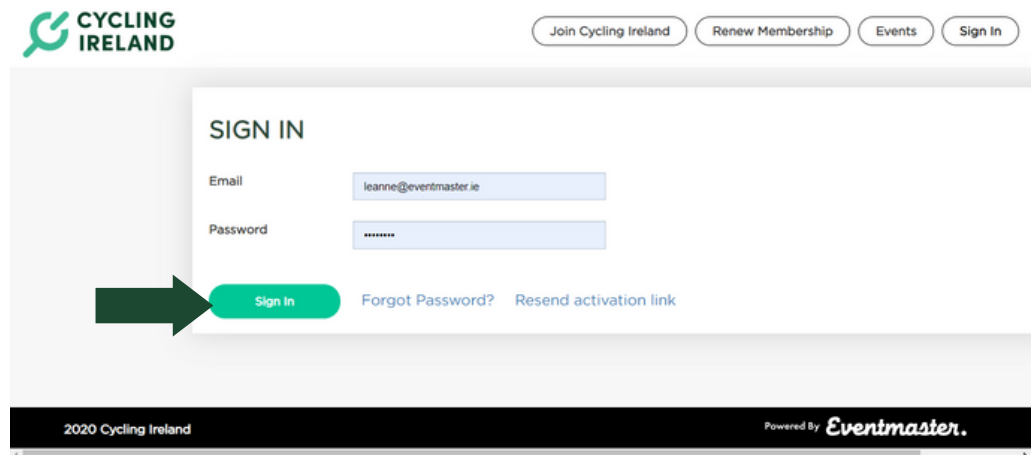 CYCLING
IRELAND
Join Cycling Ireland
Renew Membership
Events
Sign In
SIGN IN
Email
leanne@eventmaster.ie
Password
••••••••
Sign In
Forgot Password?
Resend activation link
2020 Cycling Ireland
Powered By Eventmaster.